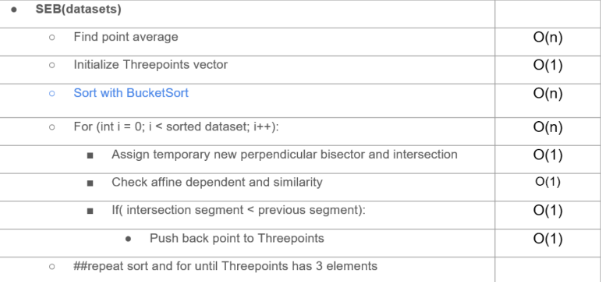 SEB(datasets)
Find point average O(n)
Initialize Threepoints vector O(1)
Sort with BucketSort O(n)
For (int i = 0; i < sorted dataset; i++): O(n)
Assign temporary new perpendicular bisector and intersection O(1)
Check affine dependent and similarity O(1)
If( intersection segment < previous segment): O(1)
Push back point to Threepoints O(1)
##repeat sort and for until Threepoints has 3 elements